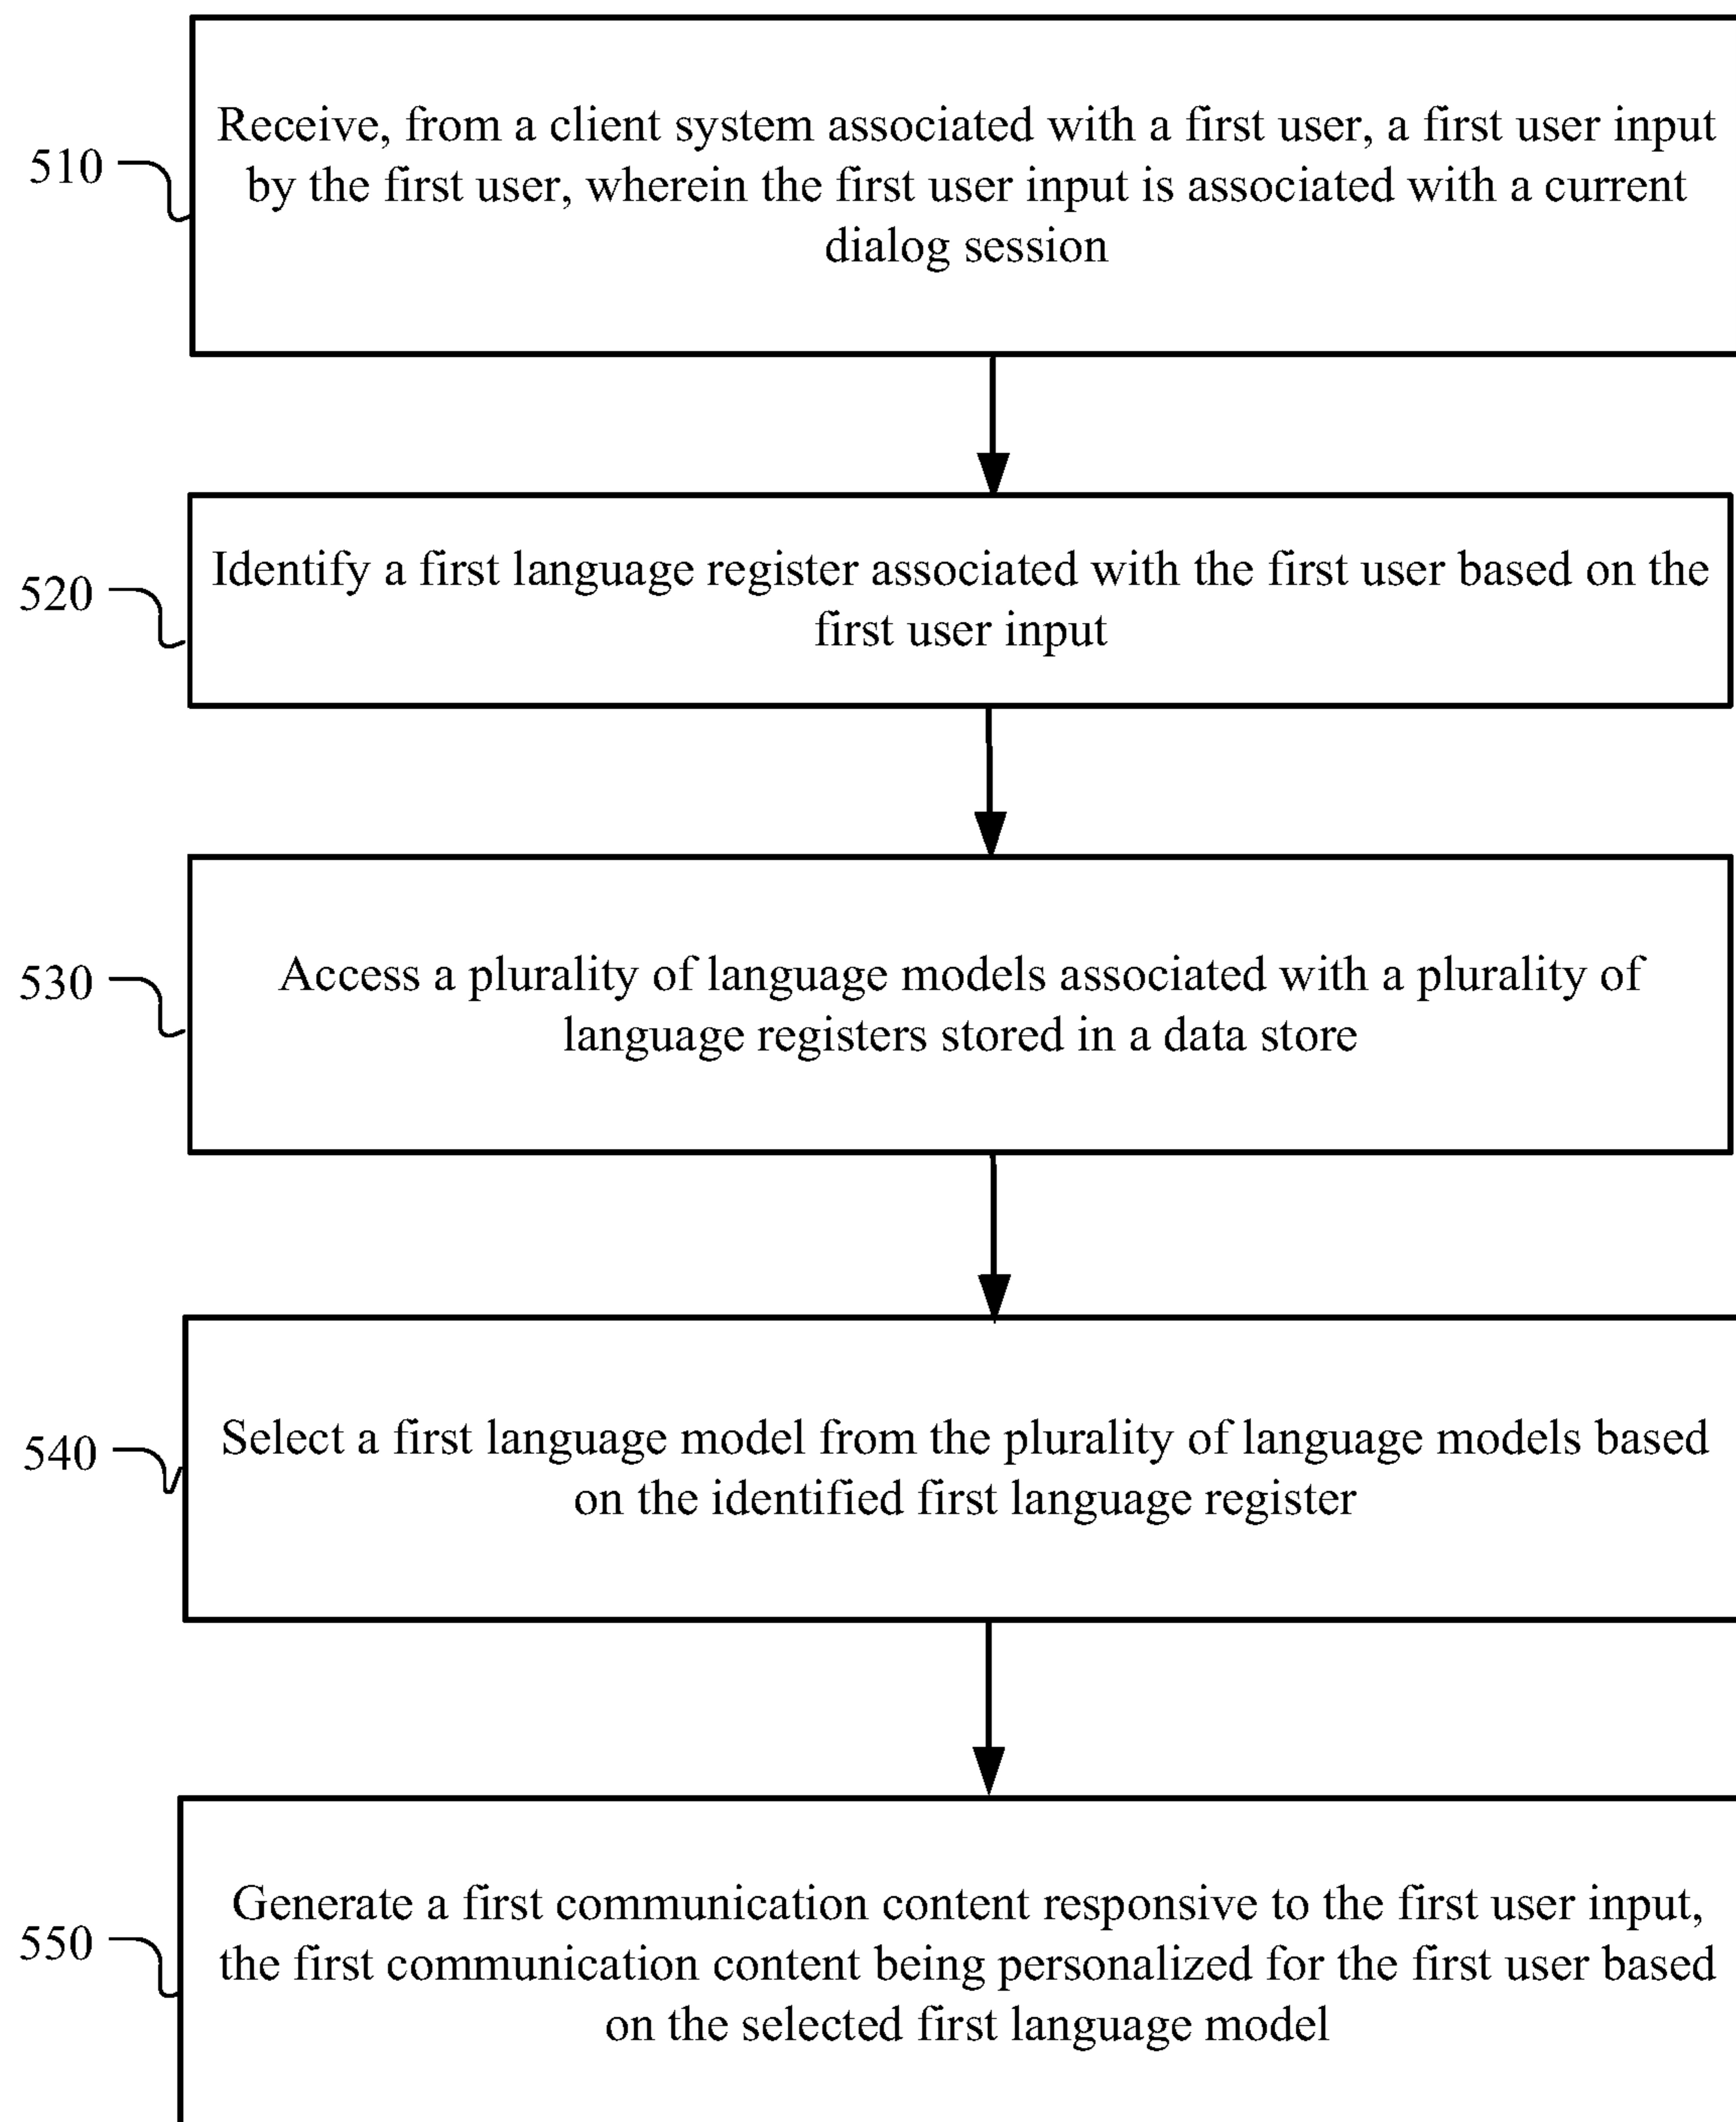 Receive, from a client system associated with a first user, a first user input
510
by the first user, wherein the first user input is associated with a current
dialog session
Identify a first language register associated with the first user based on the
520
first user input
Access a plurality of language models associated with a plurality of
530
language registers stored in a data store
Select a first language model from the plurality of language models based
540
on the identified first language register
Generate a first communication content responsive to the first user input,
550
the first communication content being personalized for the first user based
on the selected first language model